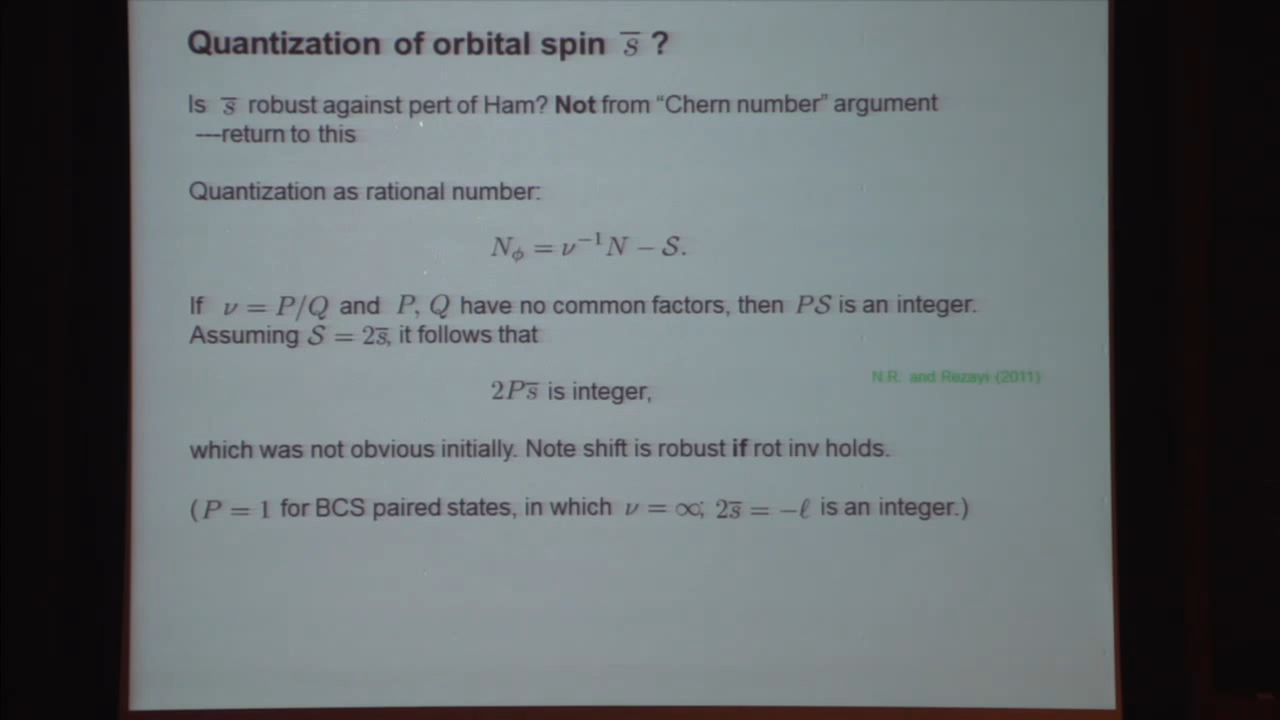 Quantization of orbital spin s̅ ?
Is s̅ robust against pert of Ham? Not from “Chern number” argument
---return to this
Quantization as rational number:
N_ϕ = ν⁻¹N − 𝒮.
If ν = P/Q and P, Q have no common factors, then P𝒮 is an integer.
Assuming 𝒮 = 2s̅, it follows that
N.R. and Rezayi (2011)
2Ps̅ is integer,
which was not obvious initially. Note shift is robust if rot inv holds.
(P = 1 for BCS paired states, in which ν = ∞; 2s̅ = −ℓ is an integer.)